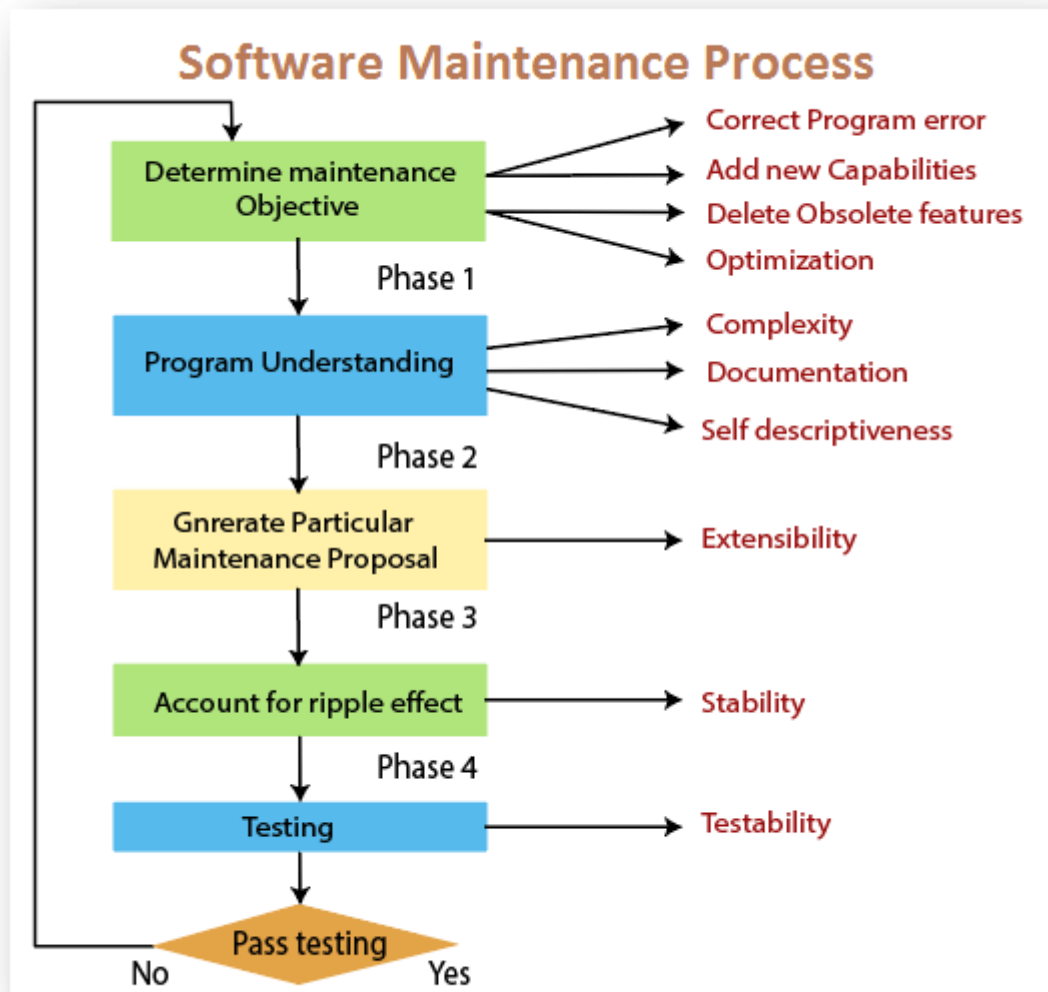 Software Maintenance Process
Determine maintenance
Objective
Correct Program error
Add new Capabilities
Delete Obsolete features
Optimization
Phase 1
Program Understanding
Complexity
Documentation
Self descriptiveness
Phase 2
Gnrerate Particular
Maintenance Proposal
Extensibility
Phase 3
Account for ripple effect
Stability
Phase 4
Testing
Testability
Pass testing
No
Yes